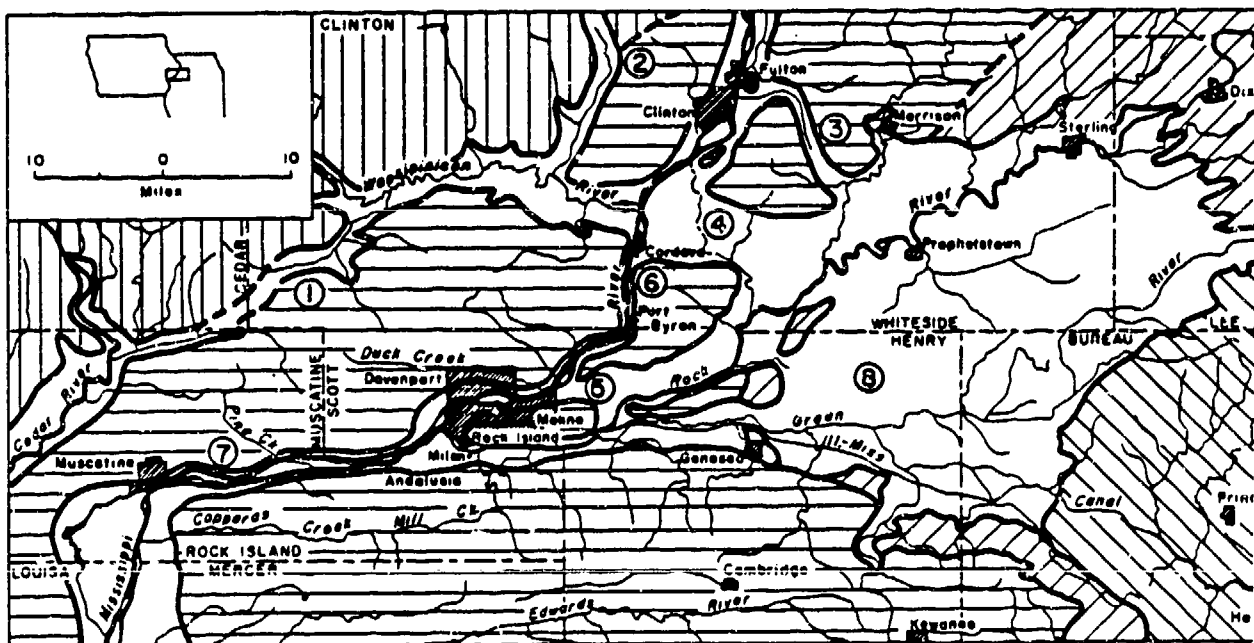 CLINTON
2
Fulton
Clinton
3
Morrison
Sterling
10 0 10
Miles
Wapsipinicon
River
River
4
Prophetstown
Cordova
CEDAR
1
River
6
River
Port
Byron
WHITESIDE
HENRY
BUREAU
LEE
Duck Creek
Davenport
MUSCATINE
SCOTT
5
Rock
8
Cedar River
Moline
Rock Island
Green
Ill-Miss
Pine Ck
7
Milan
Geneseo
Muscatine
Andalusia
Canal
Coppards Creek Mill Ck
ROCK ISLAND
MERCER
Mississippi
Cambridge
Edwards River
Kewanee